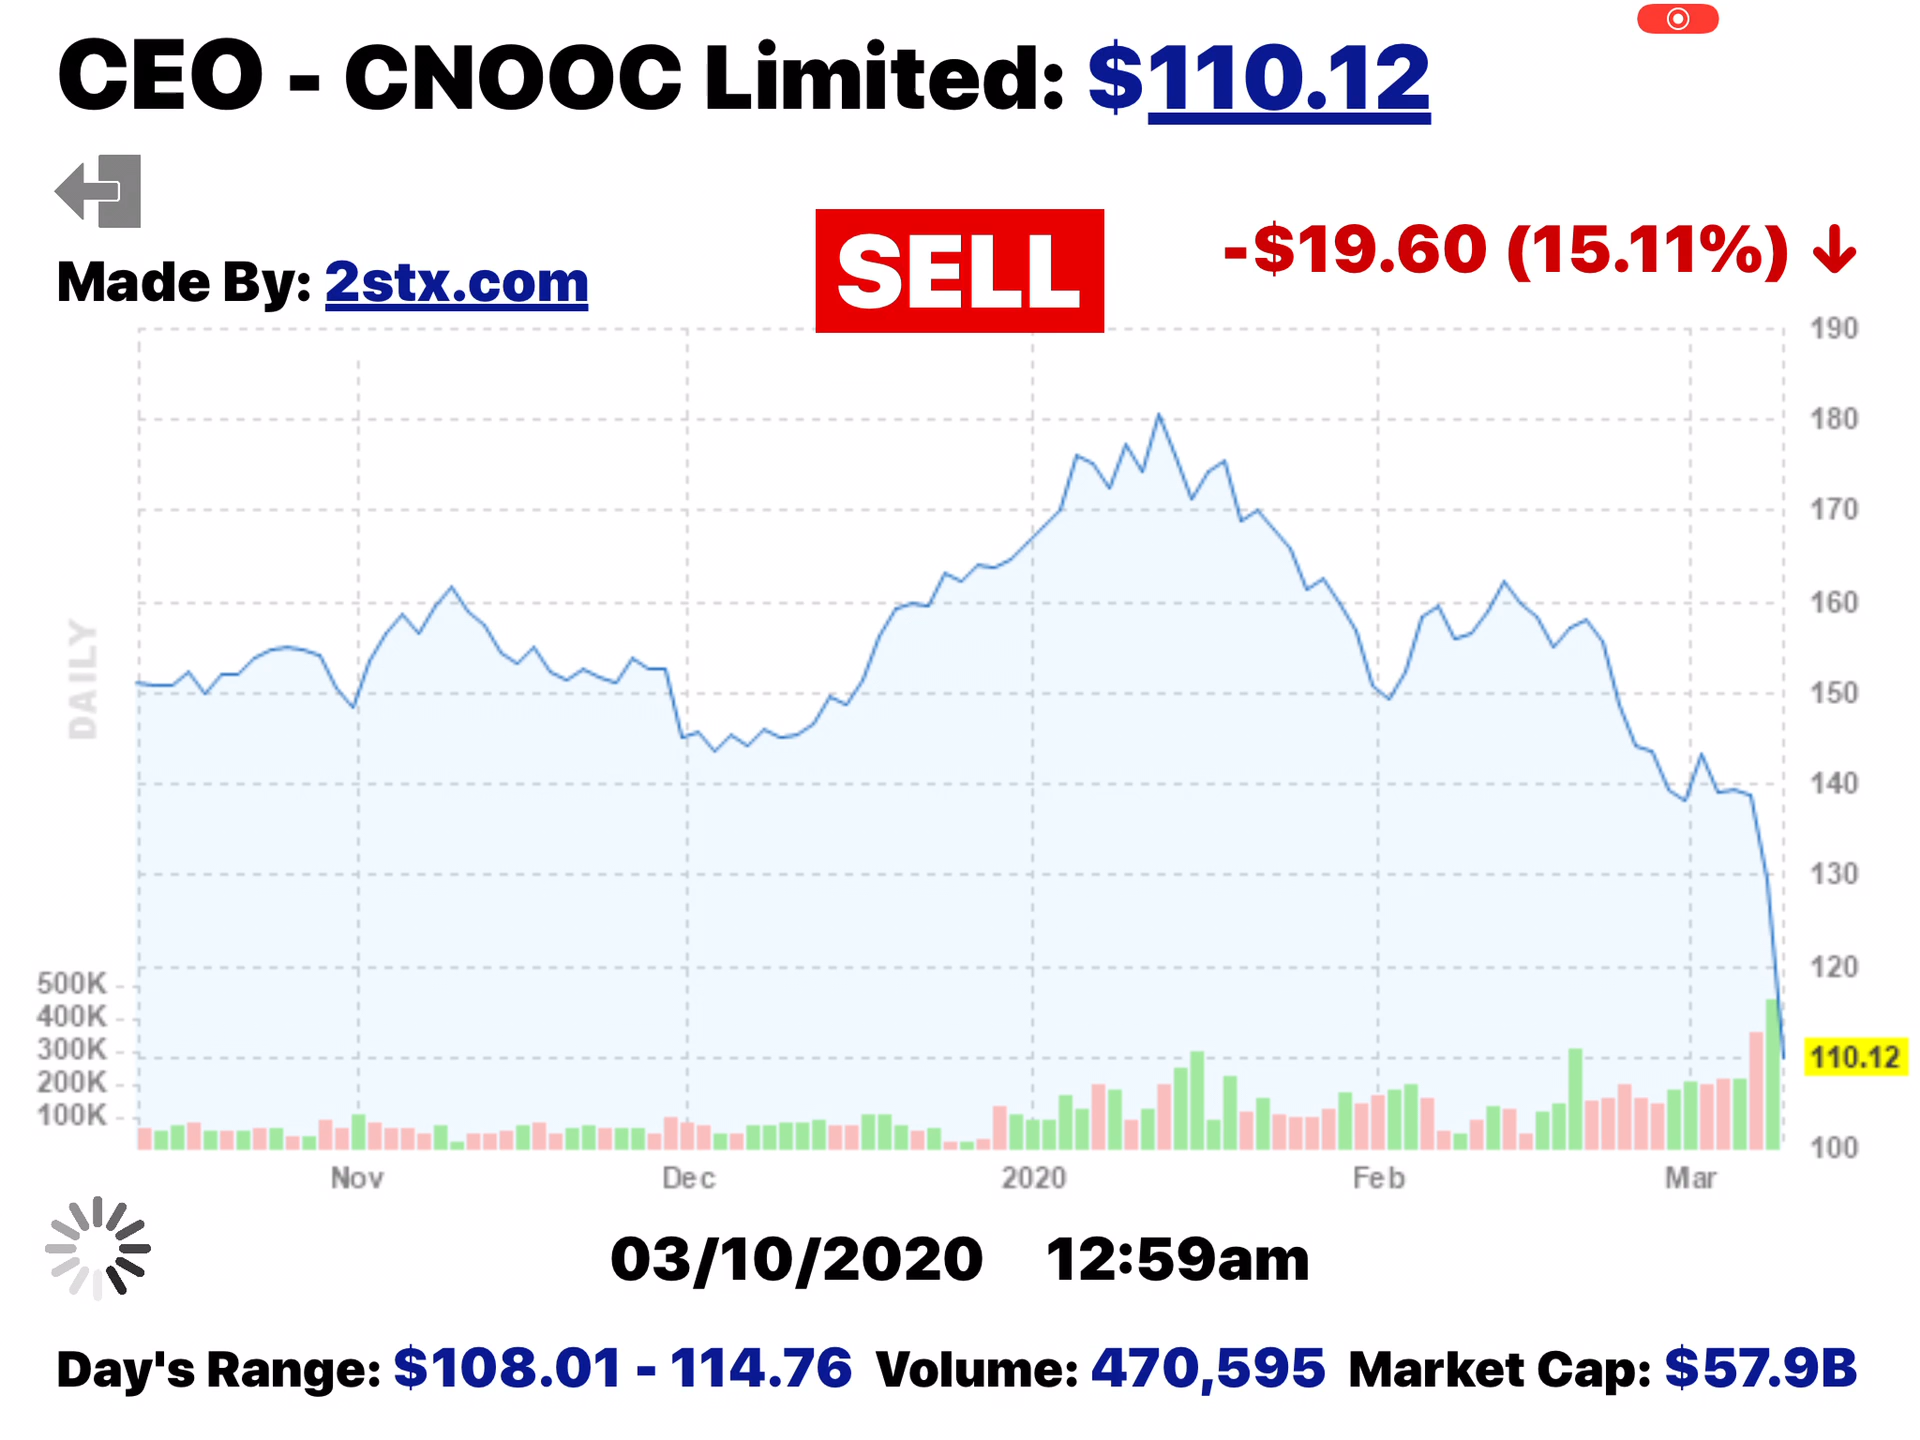 CEO - CNOOC Limited: $110.12
SELL
-$19.60 (15.11%) ↓
Made By: 2stx.com
190
180
170
160
150
140
130
120
110.12
100
DAILY
500K
400K
300K
200K
100K
Nov Dec 2020 Feb Mar
03/10/2020 12:59am
Day's Range: $108.01 - 114.76 Volume: 470,595 Market Cap: $57.9B